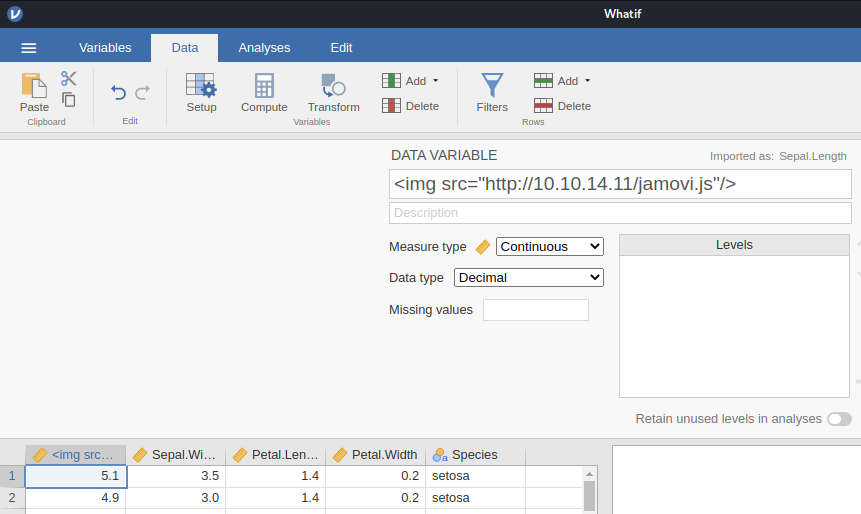 Whatif
Variables Data Analyses Edit
Paste Setup Compute Transform Add Delete Filters Add Delete
Clipboard Edit Variables Rows
DATA VARIABLE Imported as: Sepal.Length
<img src="http://10.10.14.11/jamovi.js"/>
Description
Measure type Continuous Levels
Data type Decimal
Missing values
Retain unused levels in analyses
<img src... Sepal.Wi... Petal.Len... Petal.Width Species
1 5.1 3.5 1.4 0.2 setosa
2 4.9 3.0 1.4 0.2 setosa